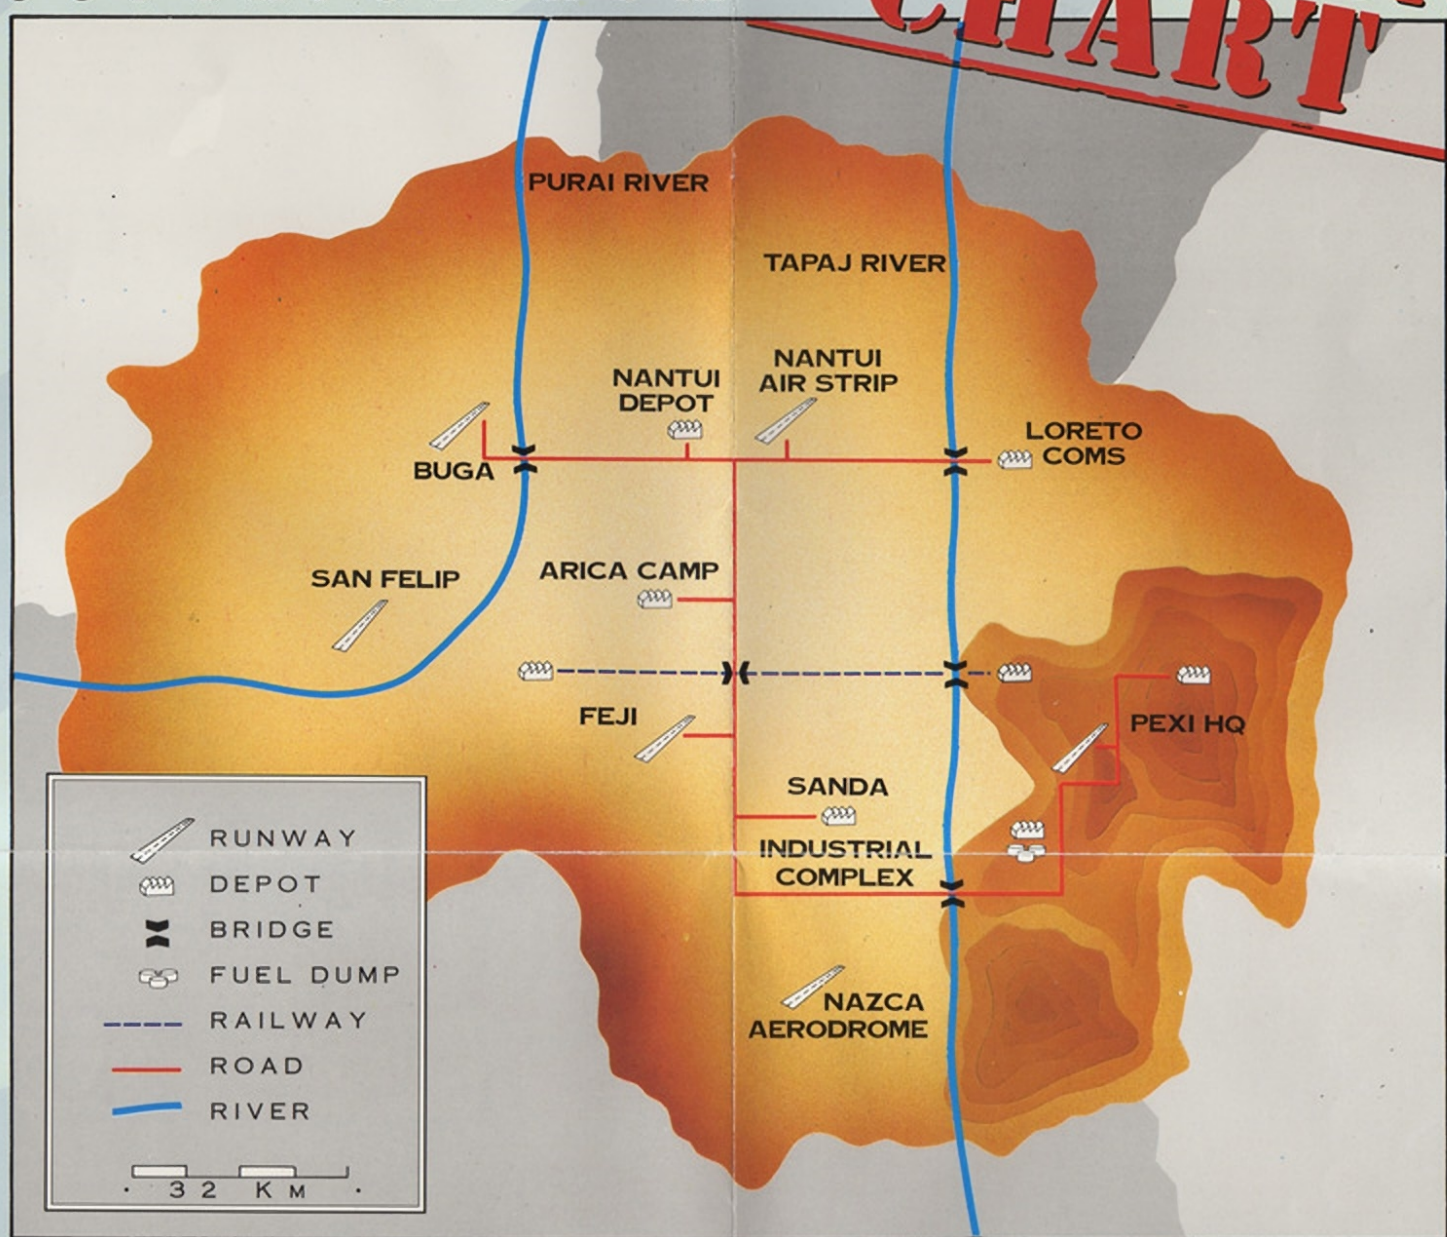 CHART
PURAI RIVER
TAPAJ RIVER
NANTUI
AIR STRIP
NANTUI
DEPOT
LORETO
COMS
BUGA
SAN FELIP
ARICA CAMP
FEJI
PEXI HQ
SANDA
INDUSTRIAL
COMPLEX
NAZCA
AERODROME
RUNWAY
DEPOT
BRIDGE
FUEL DUMP
RAILWAY
ROAD
RIVER
32 KM